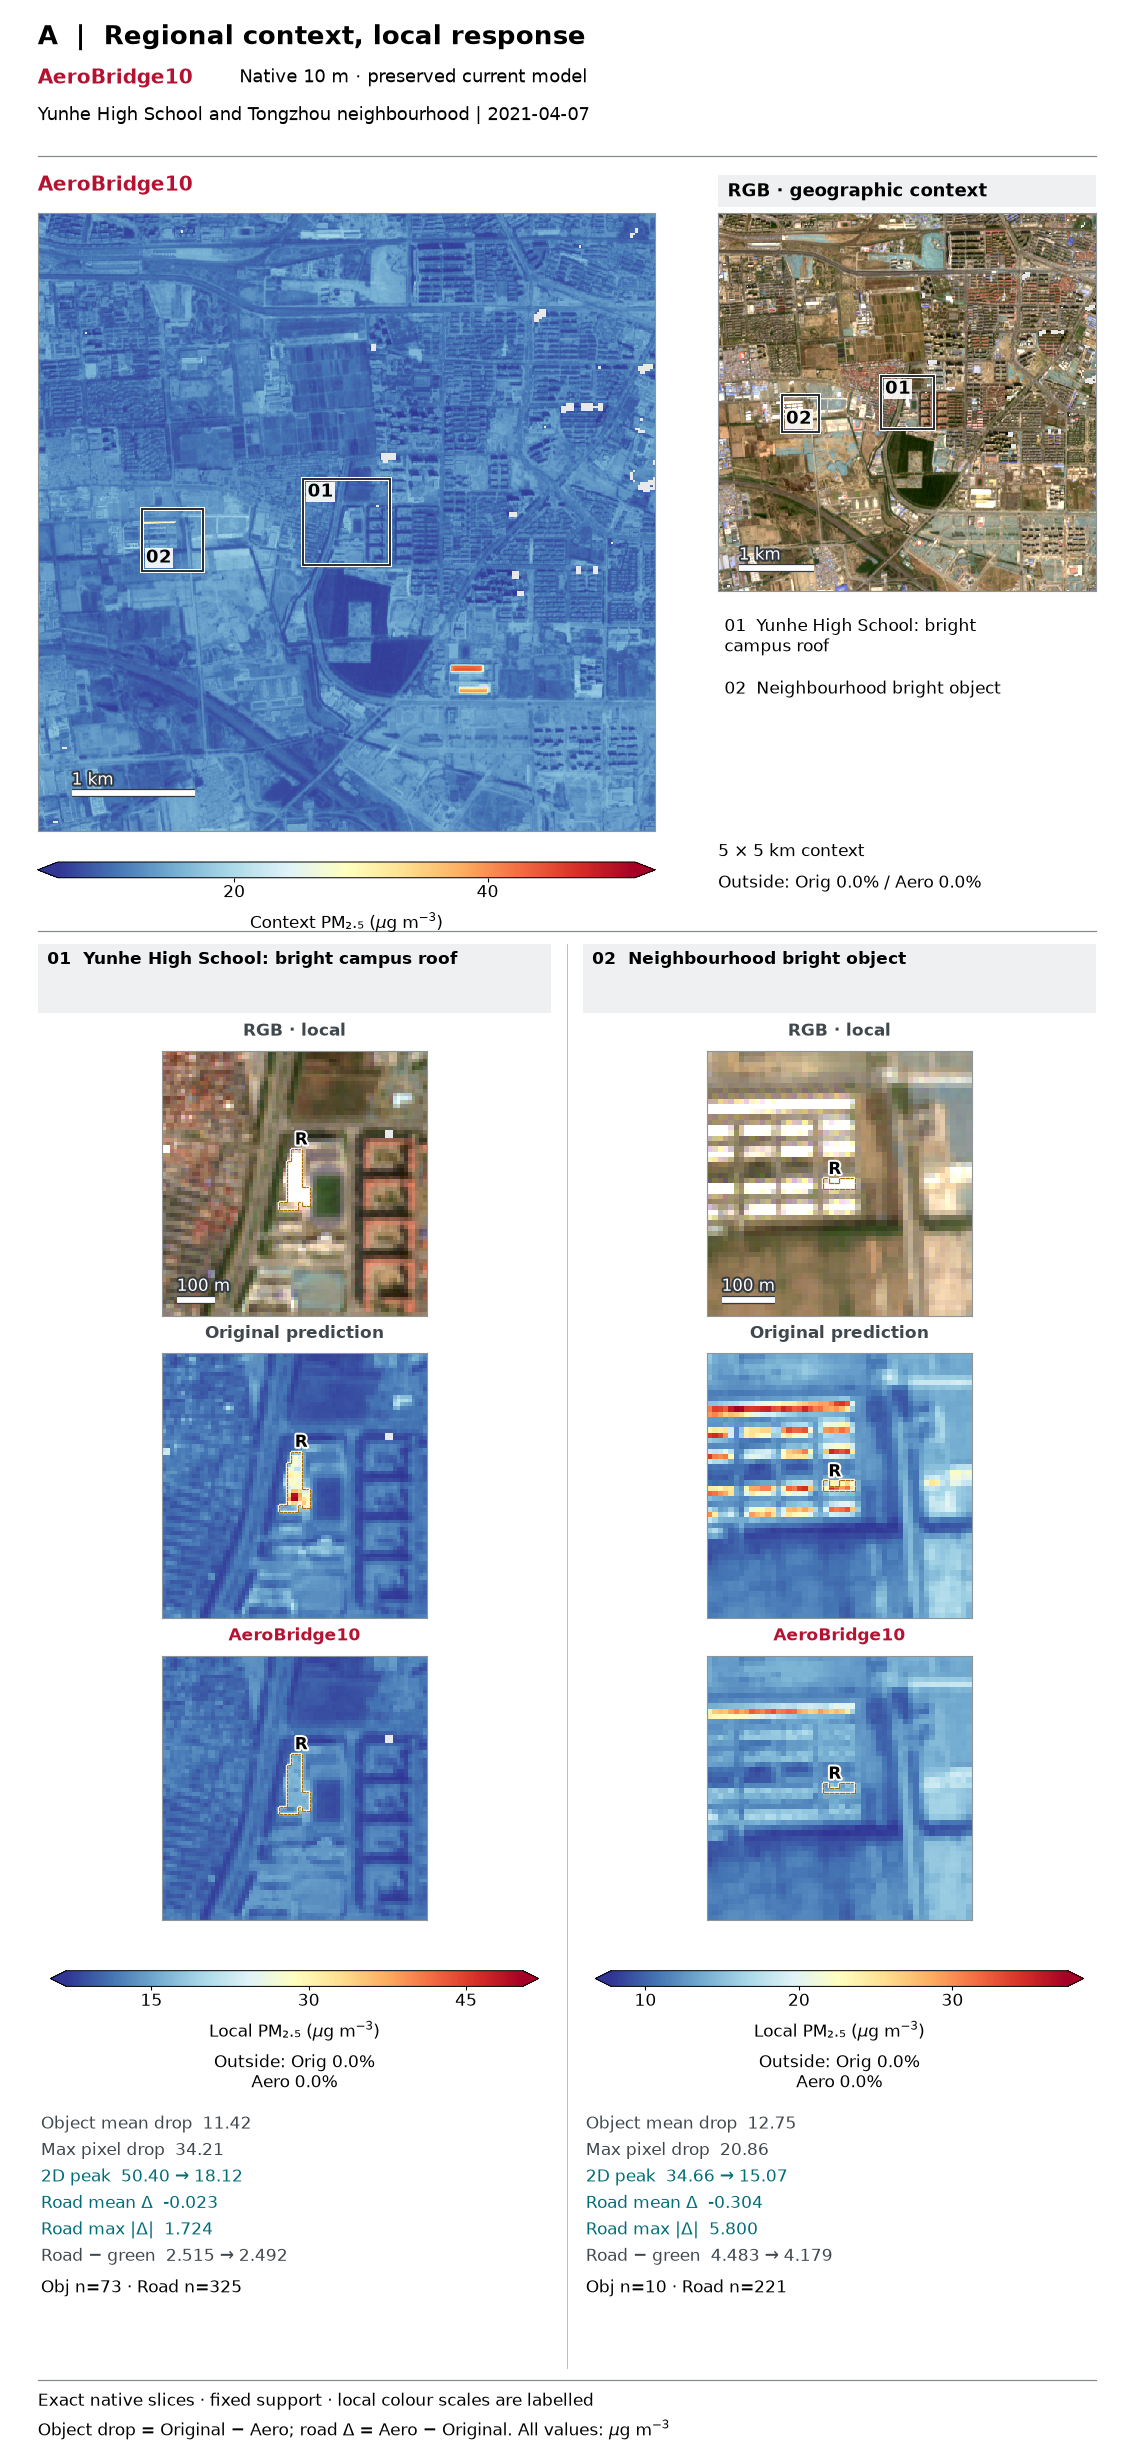 A | Regional context, local response
AeroBridge10 Native 10 m · preserved current model
Yunhe High School and Tongzhou neighbourhood | 2021-04-07
AeroBridge10
RGB · geographic context
01
02
1 km
01
02
1 km
01 Yunhe High School: bright
campus roof
02 Neighbourhood bright object
5 × 5 km context
Outside: Orig 0.0% / Aero 0.0%
20 40
Context PM₂.₅ (μg m⁻³)
01 Yunhe High School: bright campus roof
RGB · local
R
100 m
Original prediction
R
AeroBridge10
R
15 30 45
Local PM₂.₅ (μg m⁻³)
Outside: Orig 0.0%
Aero 0.0%
Object mean drop 11.42
Max pixel drop 34.21
2D peak 50.40 → 18.12
Road mean Δ -0.023
Road max |Δ| 1.724
Road − green 2.515 → 2.492
Obj n=73 · Road n=325
02 Neighbourhood bright object
RGB · local
R
100 m
Original prediction
R
AeroBridge10
R
10 20 30
Local PM₂.₅ (μg m⁻³)
Outside: Orig 0.0%
Aero 0.0%
Object mean drop 12.75
Max pixel drop 20.86
2D peak 34.66 → 15.07
Road mean Δ -0.304
Road max |Δ| 5.800
Road − green 4.483 → 4.179
Obj n=10 · Road n=221
Exact native slices · fixed support · local colour scales are labelled
Object drop = Original − Aero; road Δ = Aero − Original. All values: μg m⁻³